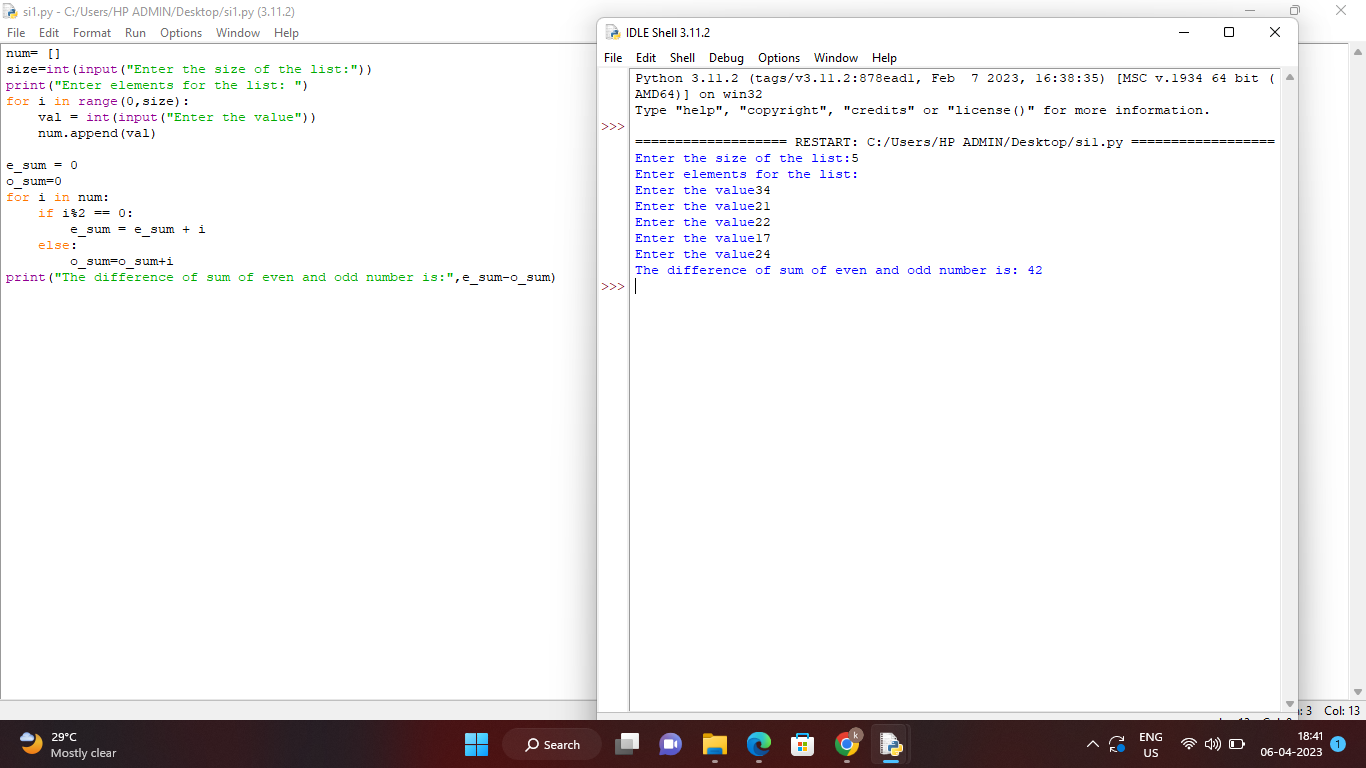 si1.py - C:/Users/HP ADMIN/Desktop/si1.py (3.11.2)
File Edit Format Run Options Window Help
num= []
size=int(input("Enter the size of the list:"))
print("Enter elements for the list: ")
for i in range(0,size):
    val = int(input("Enter the value"))
    num.append(val)
e_sum = 0
o_sum=0
for i in num:
    if i%2 == 0:
        e_sum = e_sum + i
    else:
        o_sum=o_sum+i
print("The difference of sum of even and odd number is:",e_sum-o_sum)
IDLE Shell 3.11.2
File Edit Shell Debug Options Window Help
Python 3.11.2 (tags/v3.11.2:878ead1, Feb  7 2023, 16:38:35) [MSC v.1934 64 bit (
AMD64)] on win32
Type "help", "copyright", "credits" or "license()" for more information.
>>>
=================== RESTART: C:/Users/HP ADMIN/Desktop/si1.py ==================
Enter the size of the list:5
Enter elements for the list:
Enter the value34
Enter the value21
Enter the value22
Enter the value17
Enter the value24
The difference of sum of even and odd number is: 42
>>>
: 3 Col: 13
29°C
Mostly clear
Search
k
ENG
US
18:41
06-04-2023
1